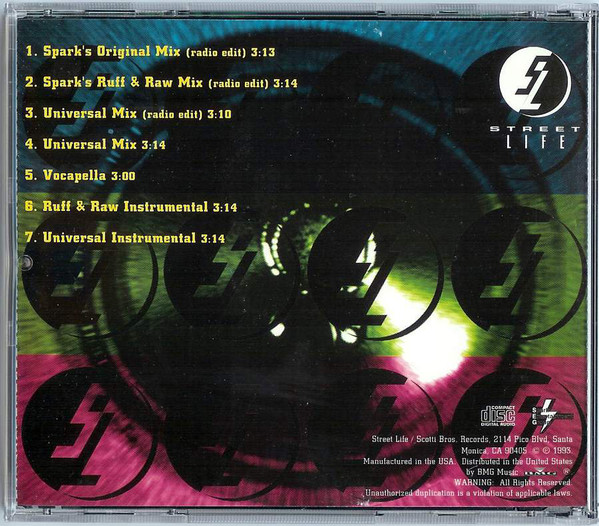 1. Spark's Original Mix (radio edit) 3:13
2. Spark's Ruff & Raw Mix (radio edit) 3:14
3. Universal Mix (radio edit) 3:10
4. Universal Mix 3:14
5. Vocapella 3:00
6. Ruff & Raw Instrumental 3:14
7. Universal Instrumental 3:14
SL
STREET
LIFE
COMPACT
disc
DIGITAL AUDIO
Street Life / Scotti Bros. Records, 2114 Pico Blvd, Santa
Monica, CA 90405 © ℗ 1993.
Manufactured in the USA. Distributed in the United States
by BMG Music BMG ®
WARNING: All Rights Reserved.
Unauthorized duplication is a violation of applicable laws.